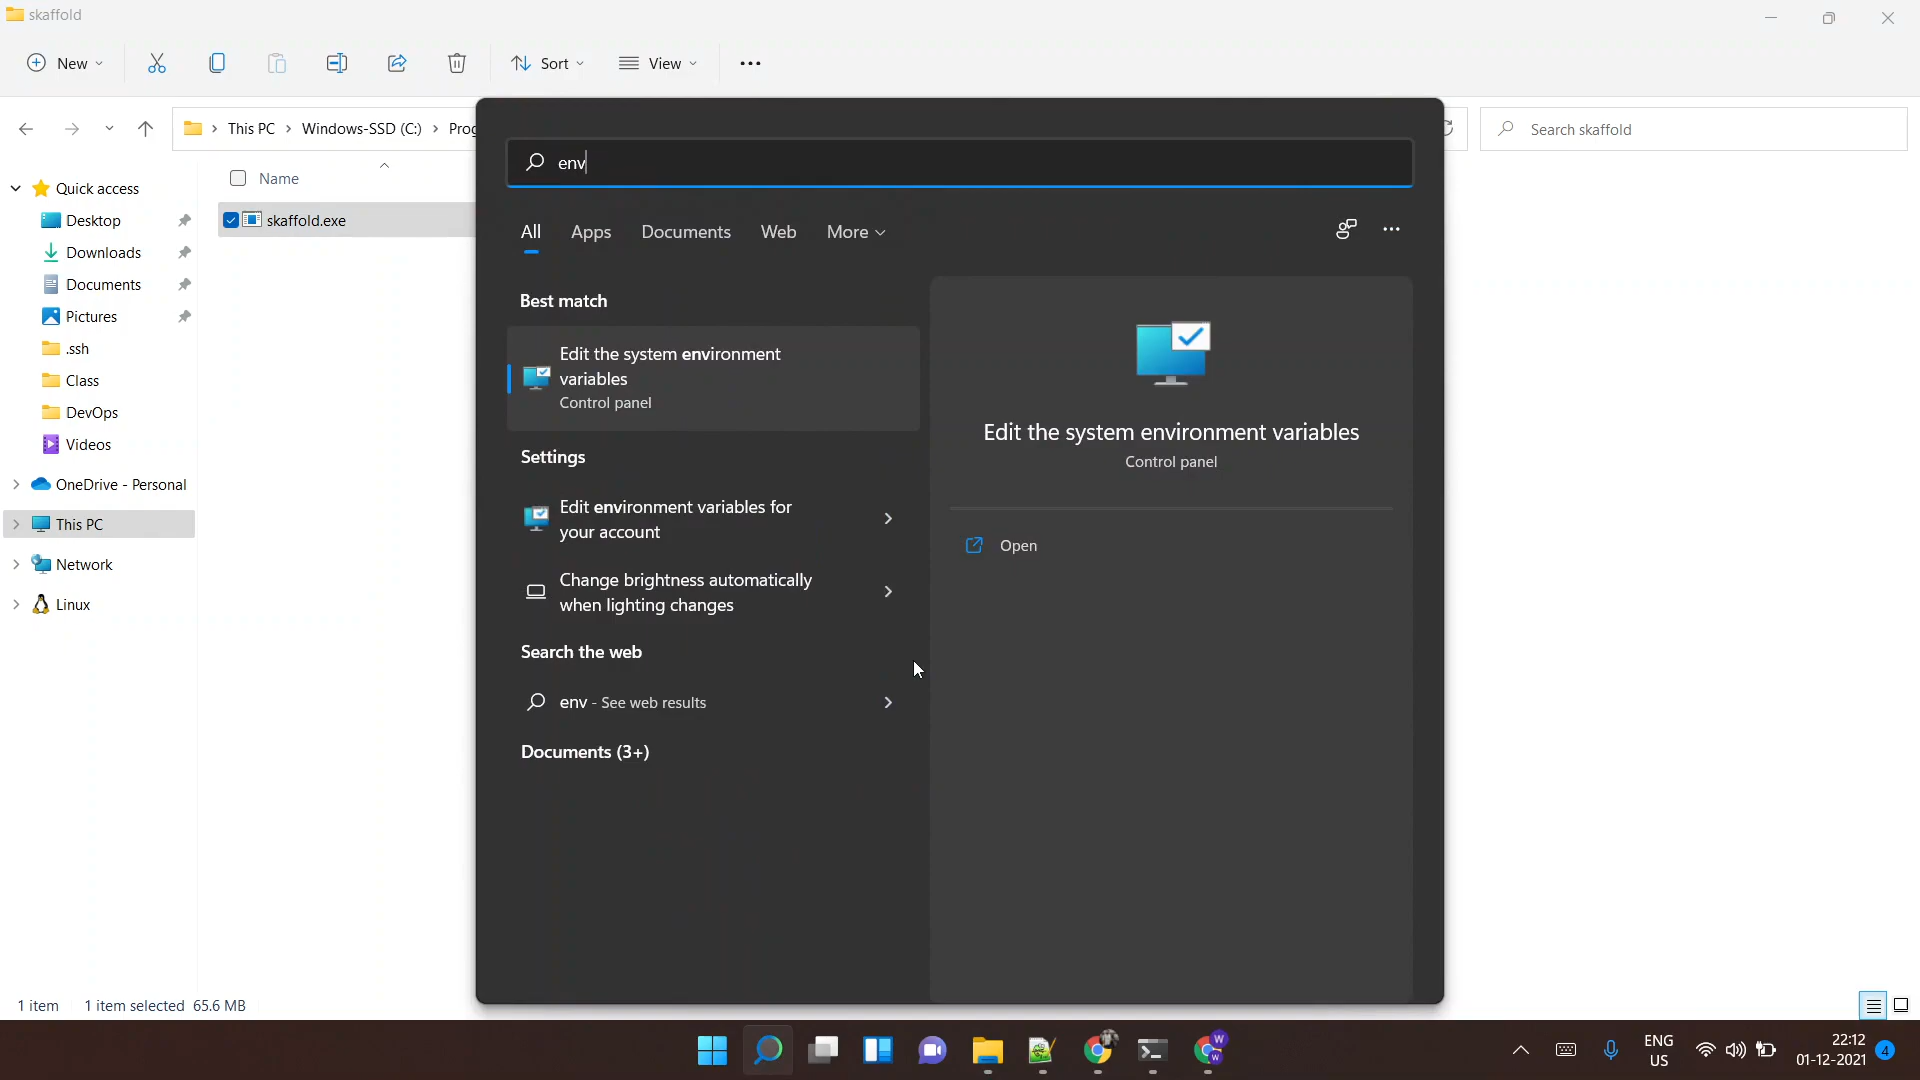 skaffold
New
Sort
View
This PC
Windows-SSD (C:)
Prog
Search skaffold
env
Quick access
Desktop
Downloads
Documents
Pictures
.ssh
Class
DevOps
Videos
OneDrive - Personal
This PC
Network
Linux
Name
skaffold.exe
All
Apps
Documents
Web
More
Best match
Edit the system environment
variables
Control panel
Settings
Edit environment variables for
your account
Change brightness automatically
when lighting changes
Search the web
env - See web results
Documents (3+)
Edit the system environment variables
Control panel
Open
1 item
1 item selected 65.6 MB
W
W
ENG
US
22:12
01-12-2021
4